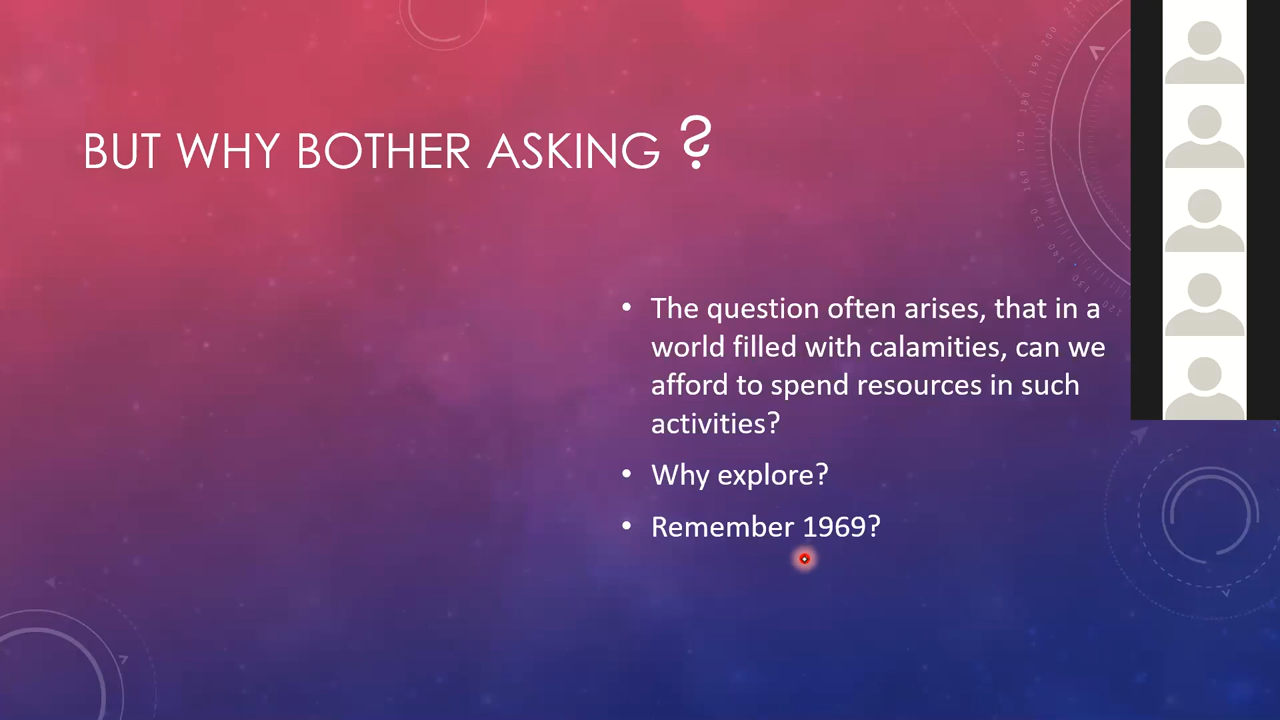 BUT WHY BOTHER ASKING ?
• The question often arises, that in a
world filled with calamities, can we
afford to spend resources in such
activities?
• Why explore?
• Remember 1969?